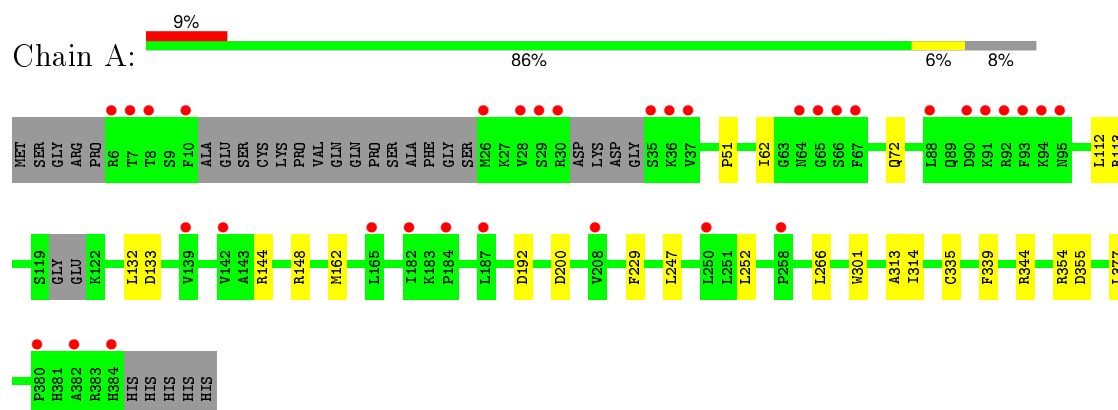 9%
Chain A:
86% 6% 8%
MET SER GLY ARG PRO R6 T7 T8 S9 F10 ALA GLU SER CYS LYS PRO VAL GLN GLN PRO SER ALA PHE GLY SER M26 K27 V28 S29 R30 ASP LYS ASP GLY S35 K36 V37 P51 I62 G63 N64 G65 S66 F67 Q72 L88 Q89 D90 K91 R92 F93 K94 N95 L112 R113
S119 GLY GLU K122 L132 D133 V139 V142 A143 R144 R148 M162 L165 I182 K183 P184 L187 D192 D200 V208 F229 L247 L250 L251 L252 P258 L266 W301 A313 I314 C335 F339 R344 R354 D355 L377
P380 H381 A382 R383 H384 HIS HIS HIS HIS HIS